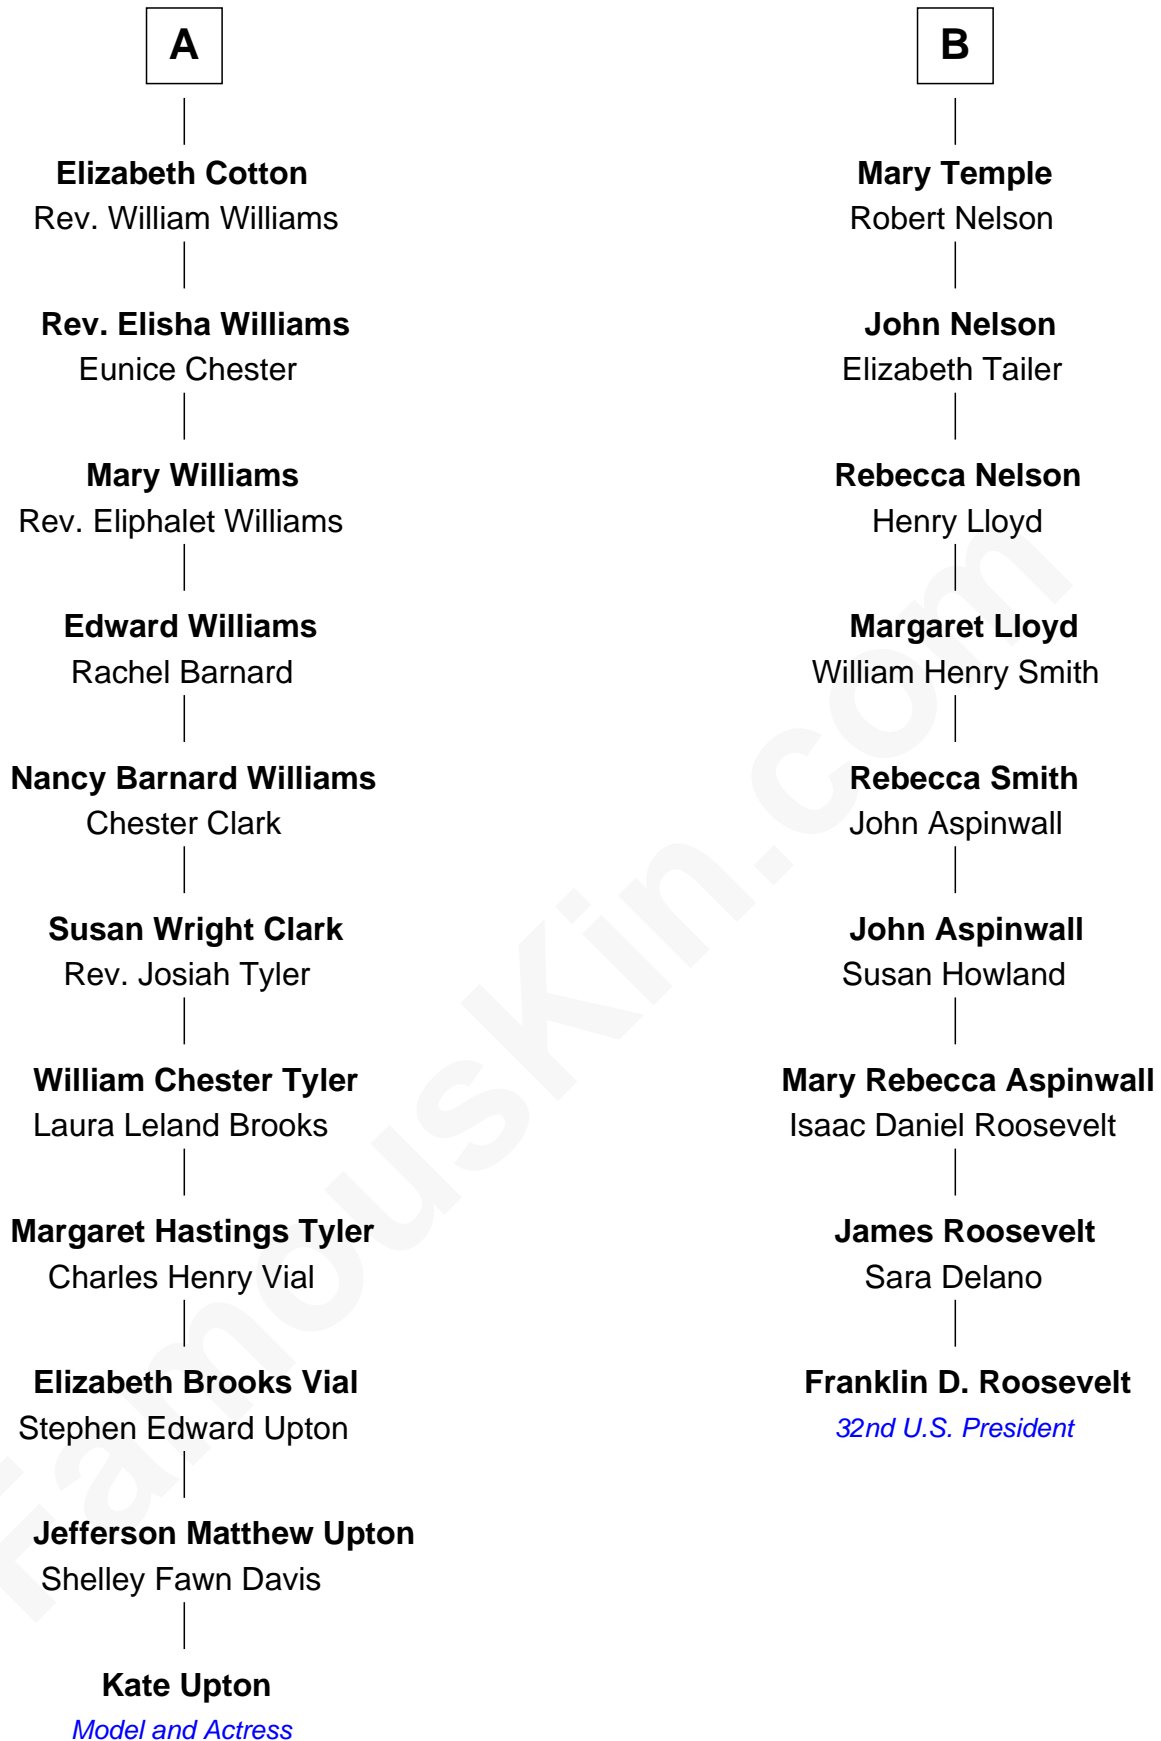 A
Elizabeth Cotton
Rev. William Williams
Rev. Elisha Williams
Eunice Chester
Mary Williams
Rev. Eliphalet Williams
Edward Williams
Rachel Barnard
Nancy Barnard Williams
Chester Clark
Susan Wright Clark
Rev. Josiah Tyler
William Chester Tyler
Laura Leland Brooks
Margaret Hastings Tyler
Charles Henry Vial
Elizabeth Brooks Vial
Stephen Edward Upton
Jefferson Matthew Upton
Shelley Fawn Davis
Kate Upton
Model and Actress
B
Mary Temple
Robert Nelson
John Nelson
Elizabeth Tailer
Rebecca Nelson
Henry Lloyd
Margaret Lloyd
William Henry Smith
Rebecca Smith
John Aspinwall
John Aspinwall
Susan Howland
Mary Rebecca Aspinwall
Isaac Daniel Roosevelt
James Roosevelt
Sara Delano
Franklin D. Roosevelt
32nd U.S. President
FamousKin.com